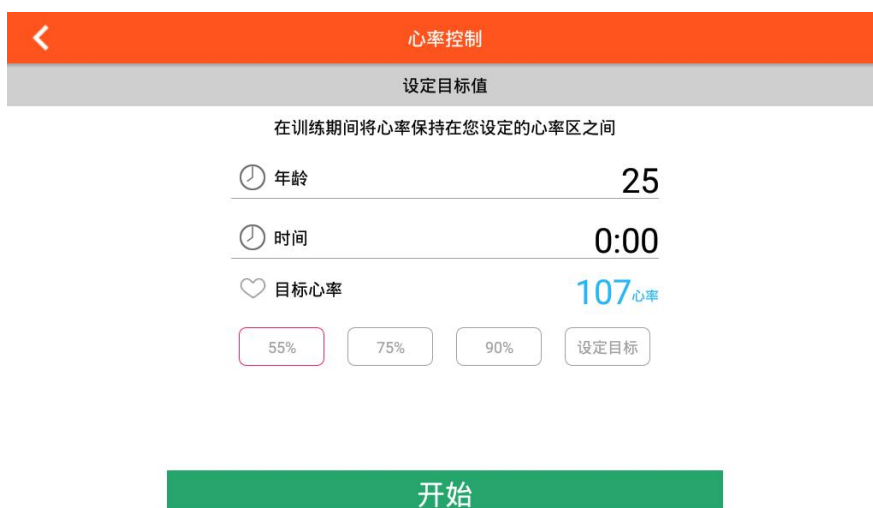 心率控制
设定目标值
在训练期间将心率保持在您设定的心率区之间
年龄 25
时间 0:00
目标心率 107心率
55% 75% 90% 设定目标
开始